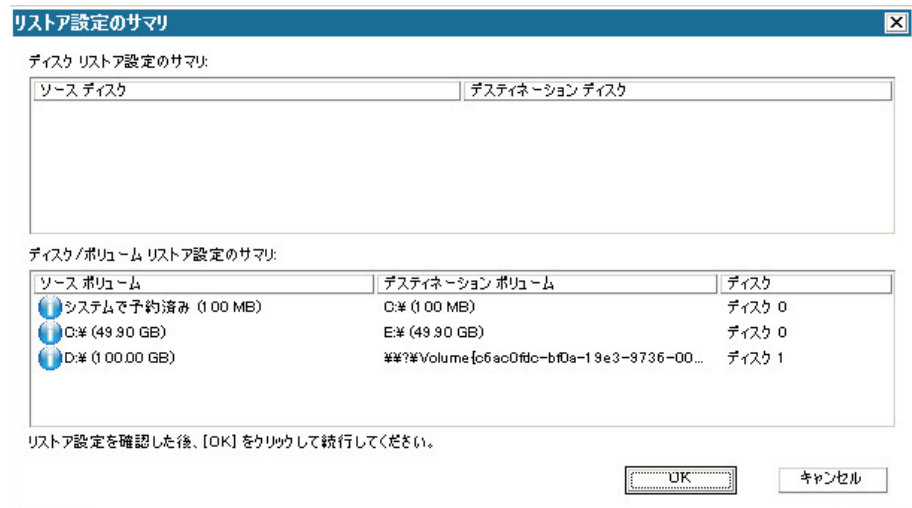 リストア設定のサマリ
ディスク リストア設定のサマリ:
ソース ディスク デスティネーション ディスク
ディスク/ボリューム リストア設定のサマリ:
ソース ボリューム デスティネーション ボリューム ディスク
システムで予約済み (100 MB) C:¥ (100 MB) ディスク 0
C:¥ (49.90 GB) E:¥ (49.90 GB) ディスク 0
D:¥ (100.00 GB) ¥¥?¥Volume{c6ac0fdc-bf0a-19e3-9736-00... ディスク 1
リストア設定を確認した後、[OK] をクリックして続行してください。
OK キャンセル